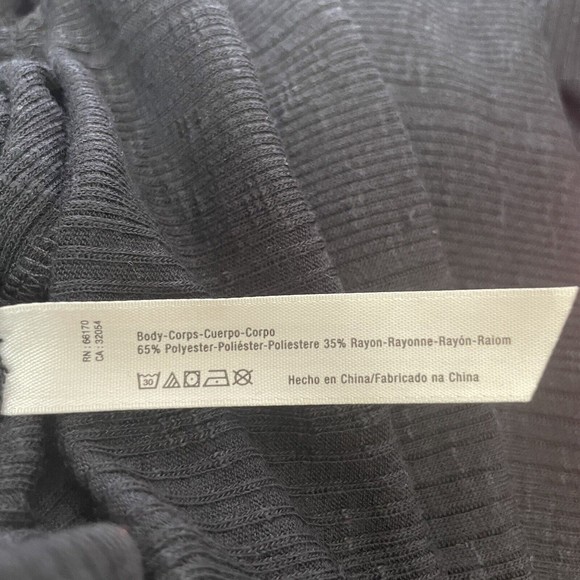 RN : 66170
CA : 32054
Body-Corps-Cuerpo-Corpo
65% Polyester-Poliéster-Poliestere 35% Rayon-Rayonne-Rayón-Raiom
30
Hecho en China/Fabricado na China